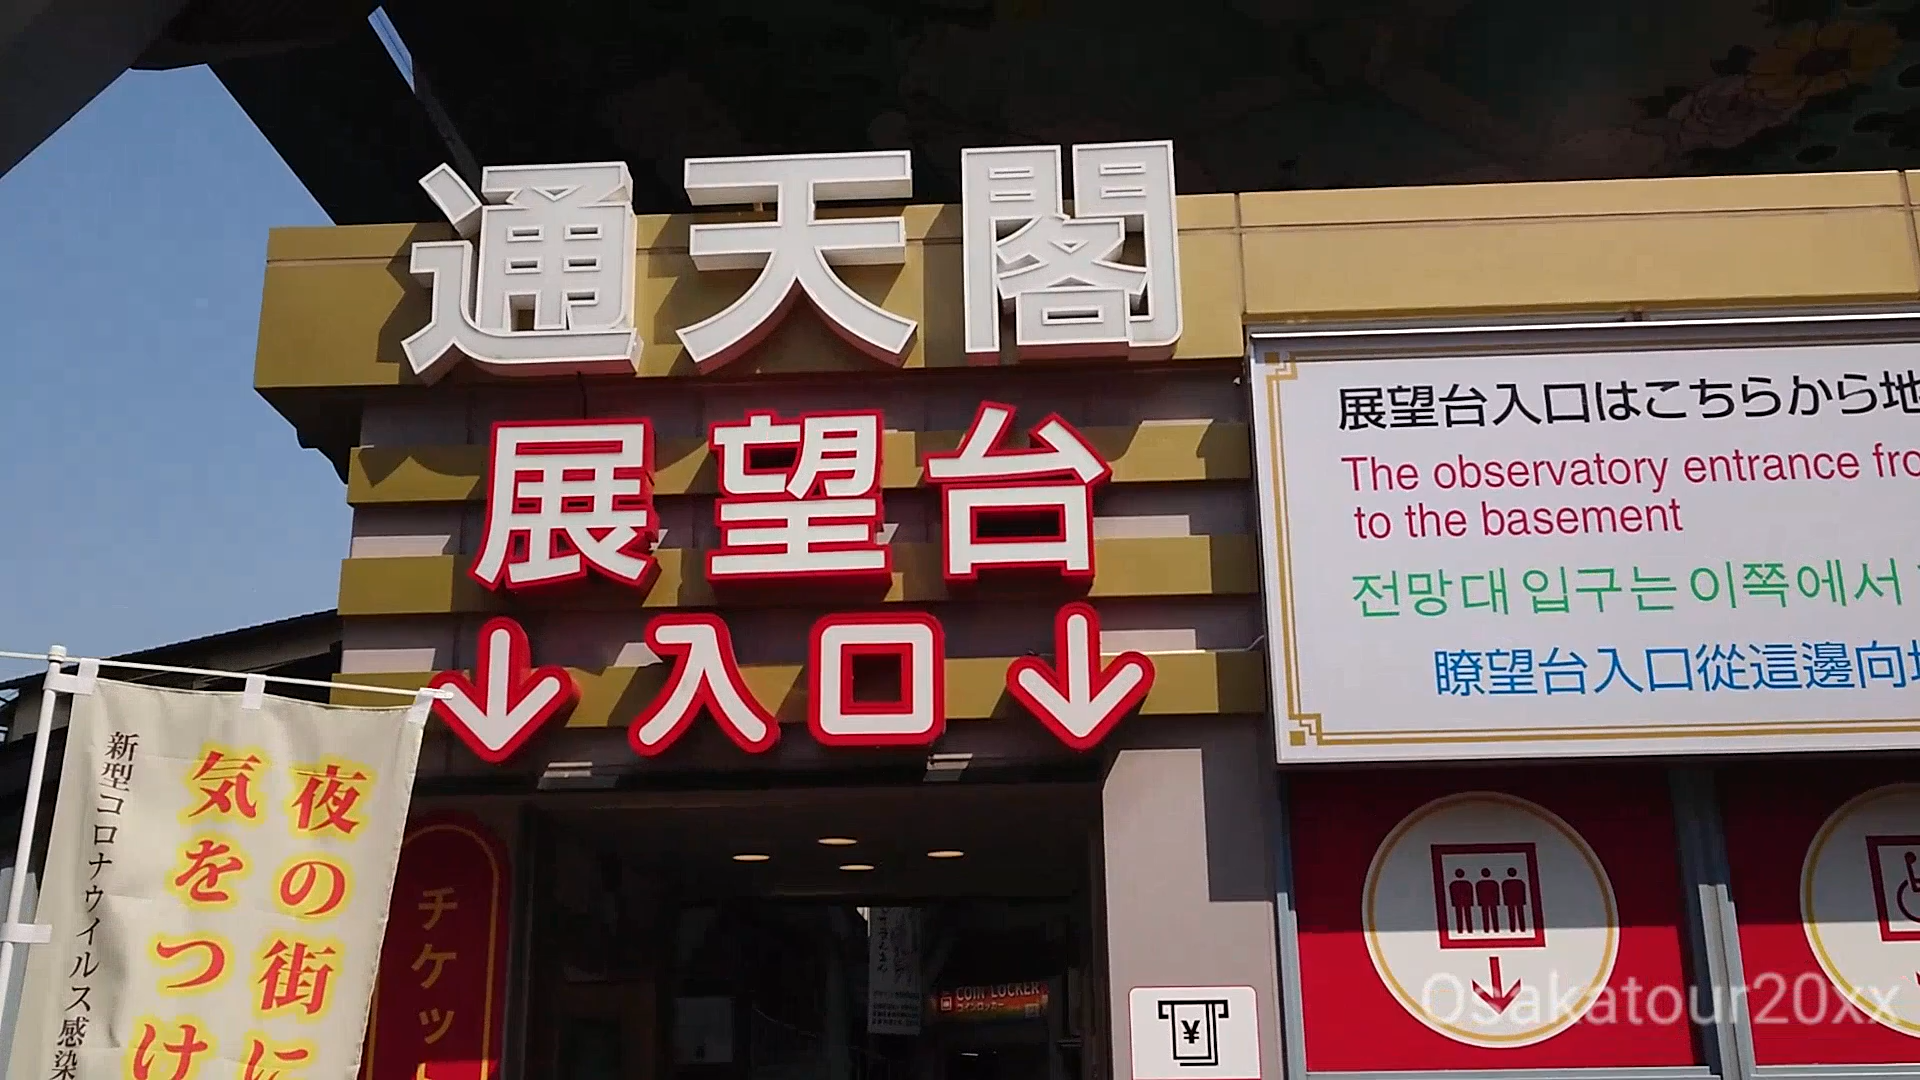 通天閣
展望台
↓入口↓
展望台入口はこちらから地
The observatory entrance fro
to the basement
전망대 입구는 이쪽에서
瞭望台入口從這邊向地
夜の街に
気をつけ
新型コロナウィルス感染
チケッ
COIN LOCKER
コインロッカー
¥
Osakatour20xx